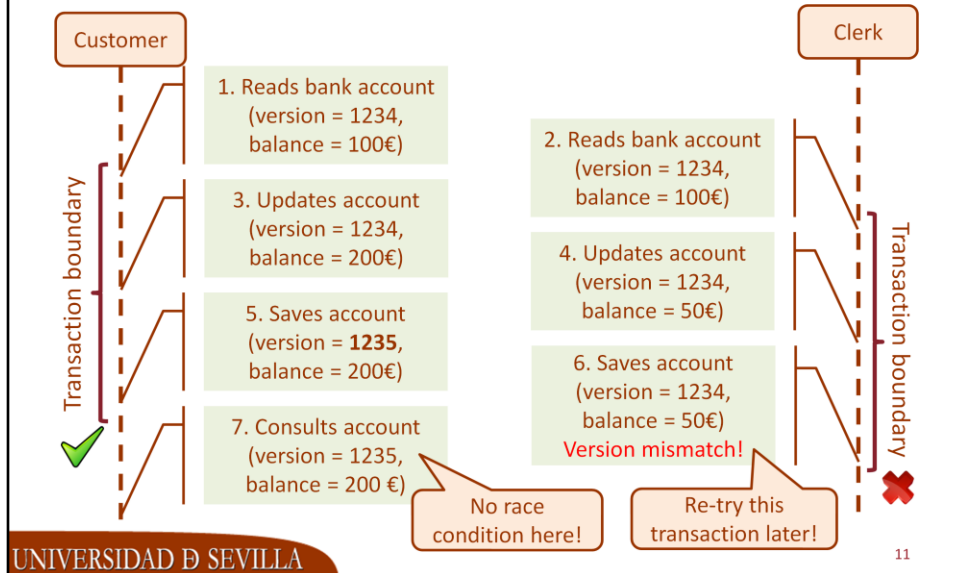 Customer
Clerk
1. Reads bank account
(version = 1234,
balance = 100€)
2. Reads bank account
(version = 1234,
balance = 100€)
3. Updates account
(version = 1234,
balance = 200€)
4. Updates account
(version = 1234,
balance = 50€)
5. Saves account
(version = 1235,
balance = 200€)
6. Saves account
(version = 1234,
balance = 50€)
Version mismatch!
7. Consults account
(version = 1235,
balance = 200 €)
Transaction boundary
Transaction boundary
No race
condition here!
Re-try this
transaction later!
UNIVERSIDAD Ð SEVILLA
11